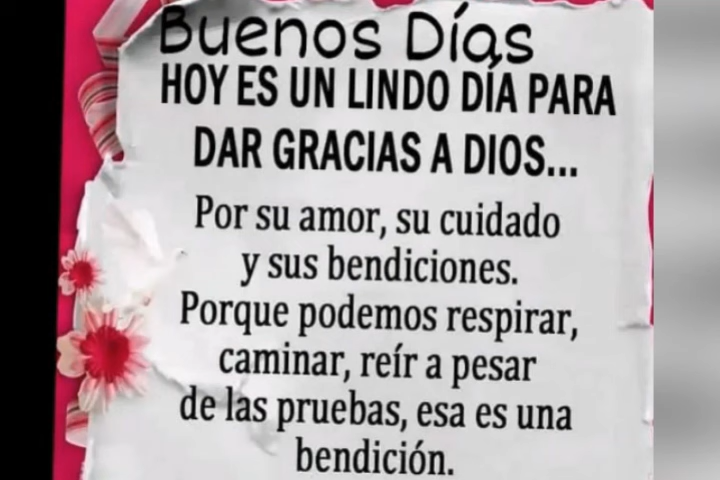 Buenos Días
HOY ES UN LINDO DÍA PARA
DAR GRACIAS A DIOS...
Por su amor, su cuidado
y sus bendiciones.
Porque podemos respirar,
caminar, reír a pesar
de las pruebas, esa es una
bendición.